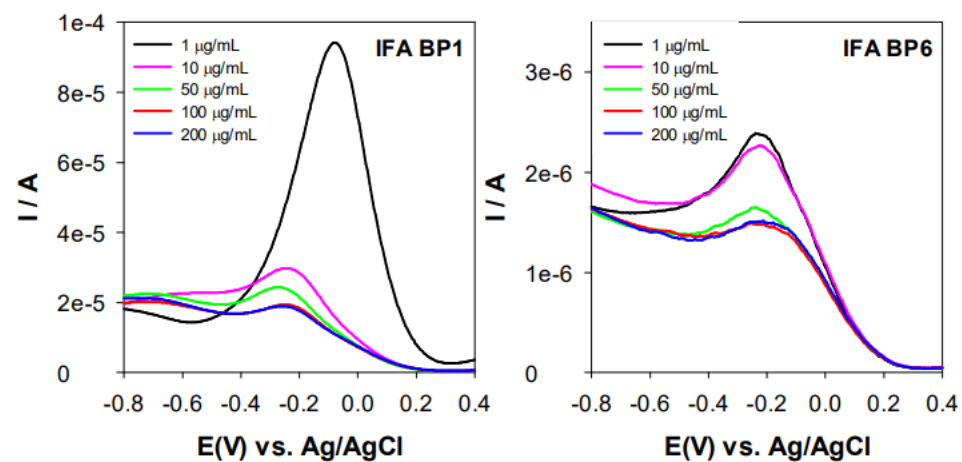 1e-4
8e-5
6e-5
4e-5
2e-5
0
I / A
1 µg/mL
10 µg/mL
50 µg/mL
100 µg/mL
200 µg/mL
IFA BP1
-0.8 -0.6 -0.4 -0.2 0.0 0.2 0.4
E(V) vs. Ag/AgCl
3e-6
2e-6
1e-6
0
I / A
1 µg/mL
10 µg/mL
50 µg/mL
100 µg/mL
200 µg/mL
IFA BP6
-0.8 -0.6 -0.4 -0.2 0.0 0.2 0.4
E(V) vs. Ag/AgCl